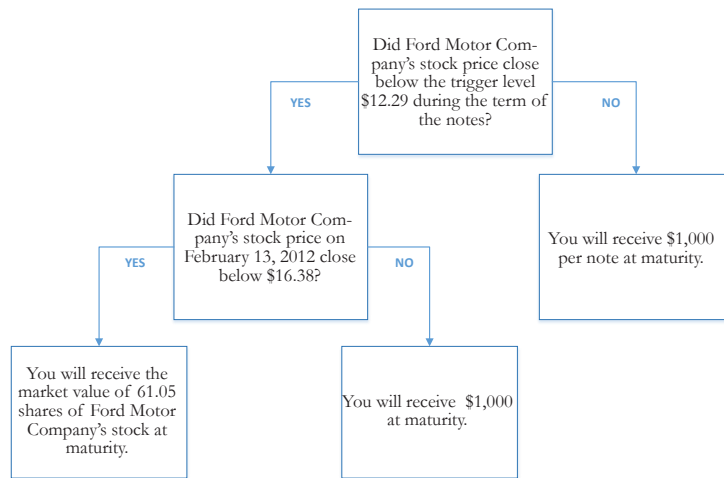 Did Ford Motor Com-
pany's stock price close
below the trigger level
$12.29 during the term of
the notes?
YES
NO
Did Ford Motor Com-
pany's stock price on
February 13, 2012 close
below $16.38?
You will receive $1,000
per note at maturity.
YES
NO
You will receive the
market value of 61.05
shares of Ford Motor
Company's stock at
maturity.
You will receive $1,000
at maturity.